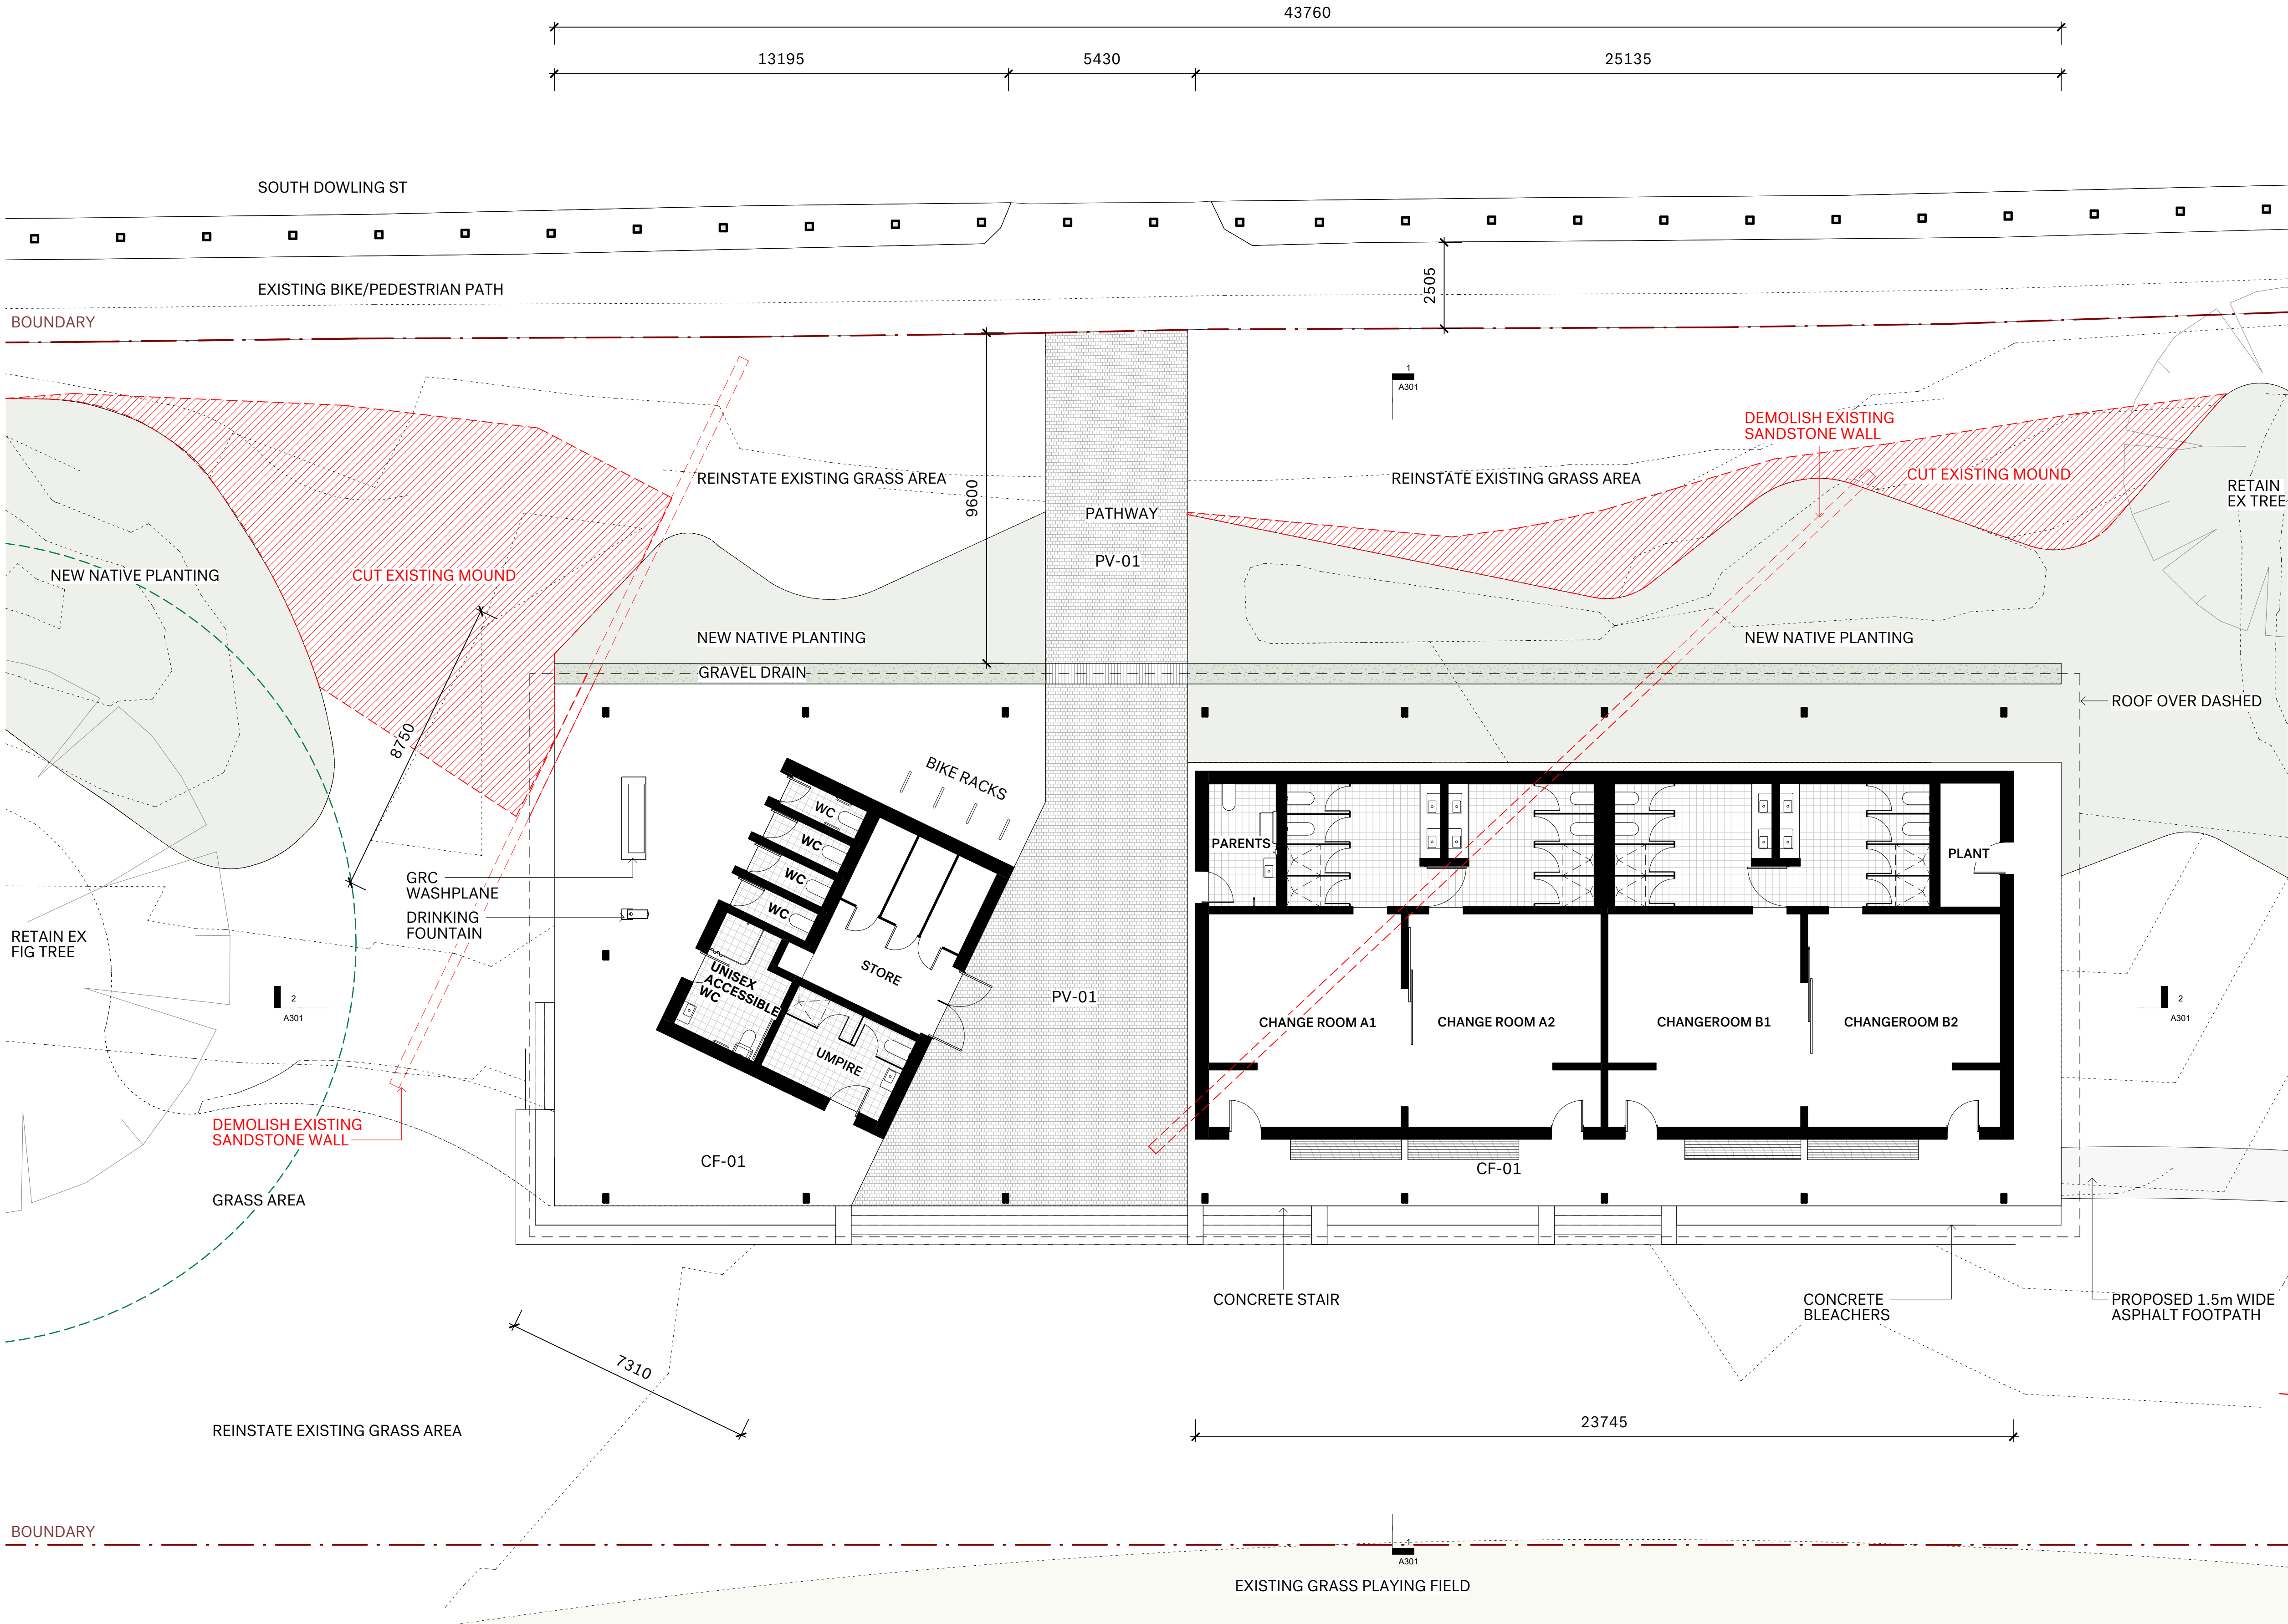 43760
13195
5430
25135
SOUTH DOWLING ST
2505
EXISTING BIKE/PEDESTRIAN PATH
BOUNDARY
1
A301
DEMOLISH EXISTING
SANDSTONE WALL
REINSTATE EXISTING GRASS AREA
REINSTATE EXISTING GRASS AREA
CUT EXISTING MOUND
9600
RETAIN
EX TREE
PATHWAY
PV-01
NEW NATIVE PLANTING
CUT EXISTING MOUND
NEW NATIVE PLANTING
NEW NATIVE PLANTING
GRAVEL DRAIN
ROOF OVER DASHED
8750
BIKE RACKS
WC
WC
WC
WC
PARENTS
PLANT
GRC
WASHPLANE
DRINKING
FOUNTAIN
RETAIN EX
FIG TREE
STORE
UNISEX
ACCESSIBLE
WC
PV-01
2
A301
2
A301
CHANGE ROOM A1
CHANGE ROOM A2
CHANGEROOM B1
CHANGEROOM B2
UMPIRE
DEMOLISH EXISTING
SANDSTONE WALL
CF-01
CF-01
GRASS AREA
CONCRETE STAIR
CONCRETE
BLEACHERS
PROPOSED 1.5m WIDE
ASPHALT FOOTPATH
7310
REINSTATE EXISTING GRASS AREA
23745
BOUNDARY
1
A301
EXISTING GRASS PLAYING FIELD